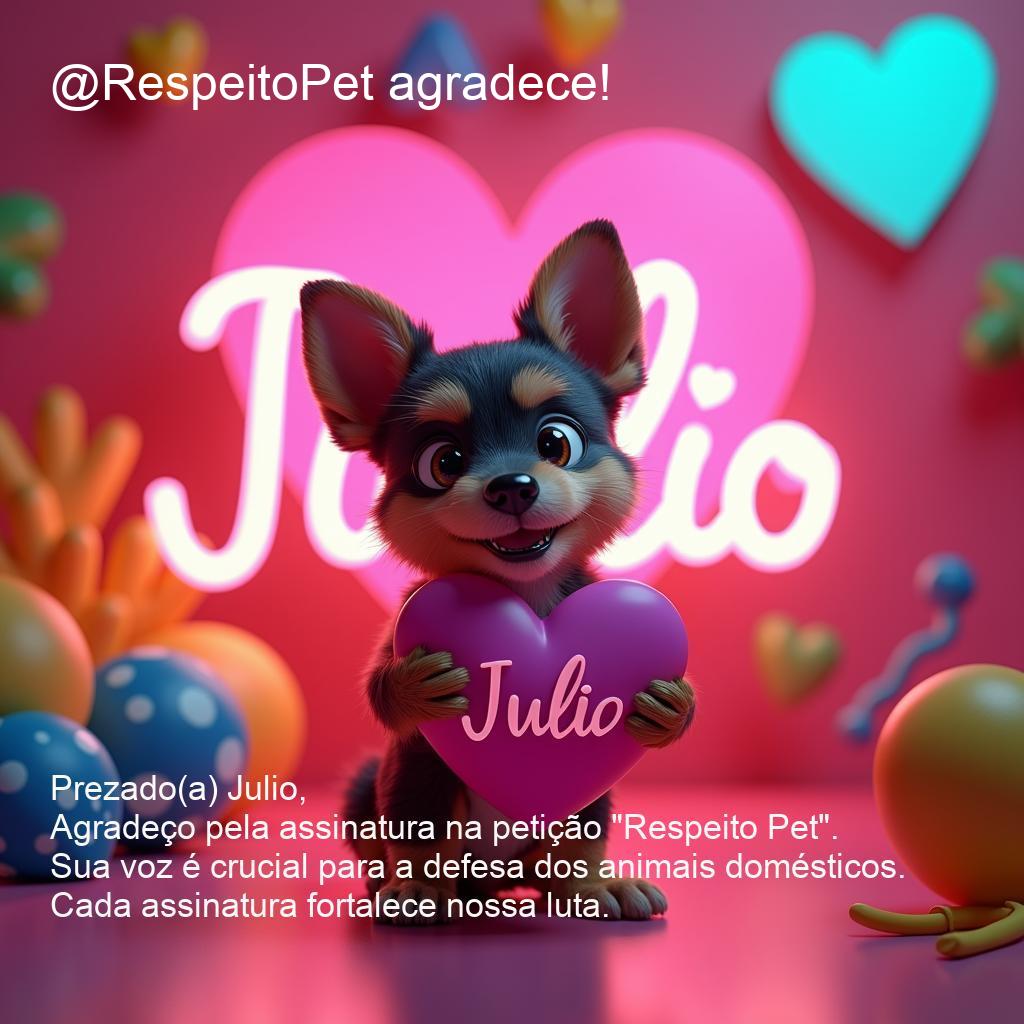 @RespeitoPet agradece!
Julio
Julio
Prezado(a) Julio,
Agradeço pela assinatura na petição "Respeito Pet".
Sua voz é crucial para a defesa dos animais domésticos.
Cada assinatura fortalece nossa luta.